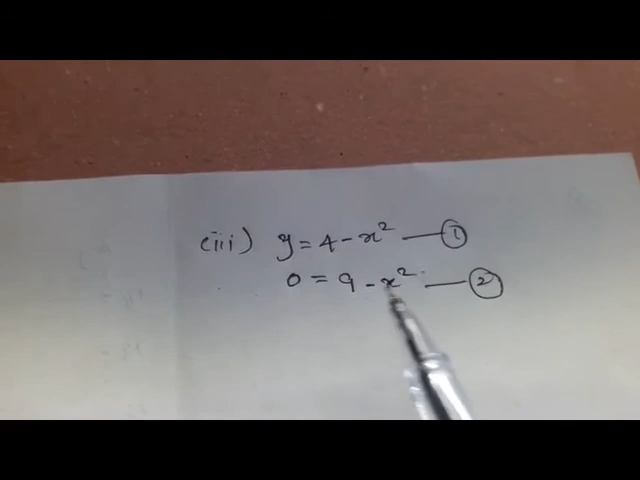 (iii) y = 4 - x² — ①
0 = 9 - x² — ②